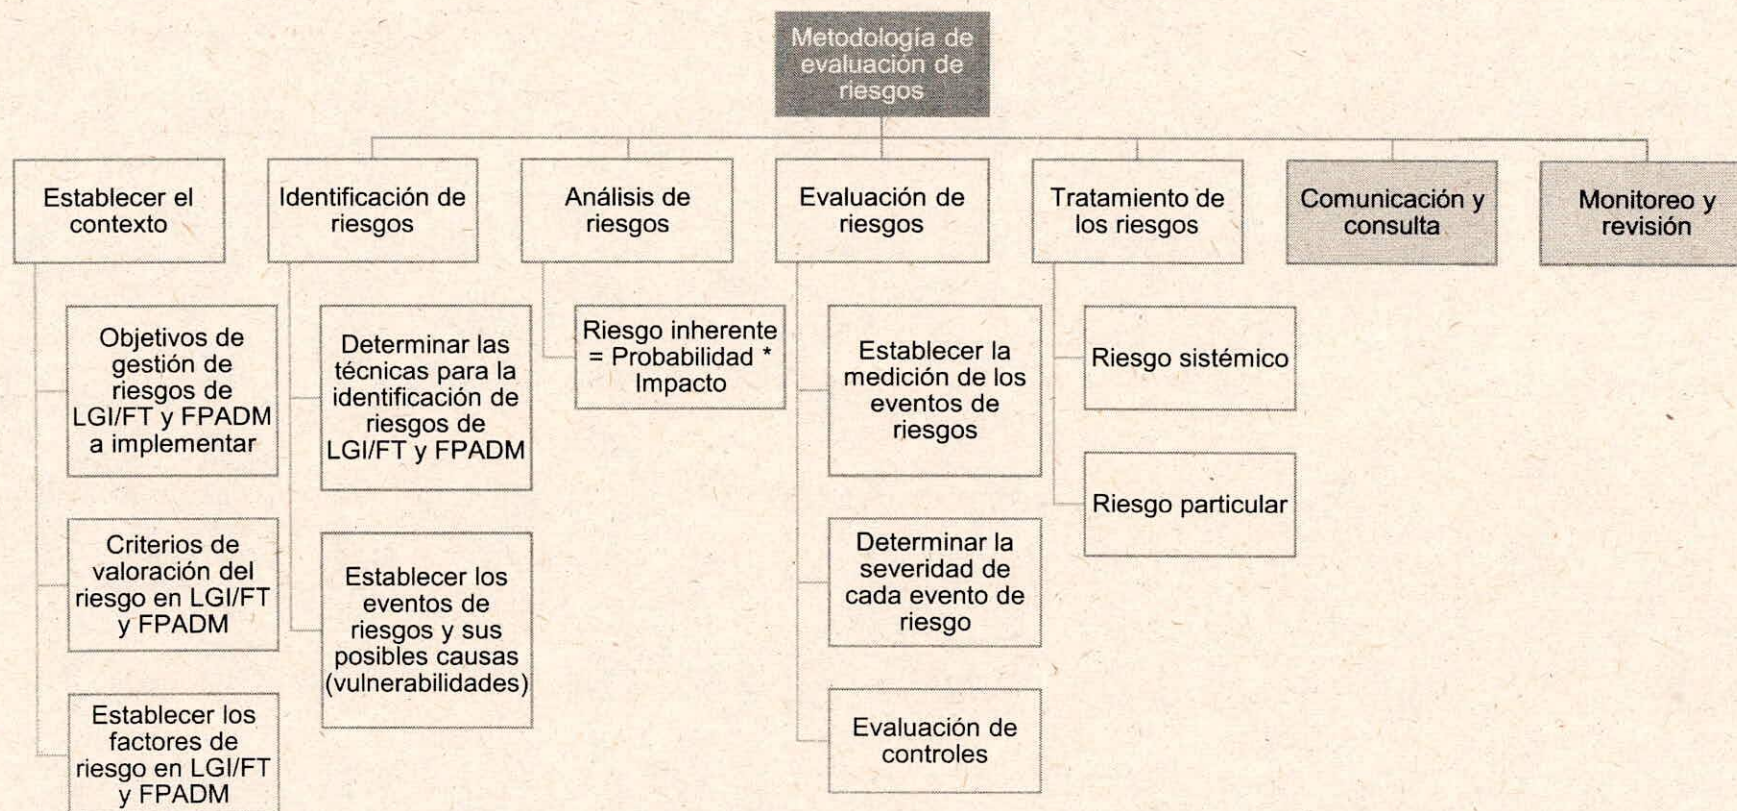 Metodología de
evaluación de
riesgos
Establecer el
contexto
Identificación de
riesgos
Análisis de
riesgos
Evaluación de
riesgos
Tratamiento de
los riesgos
Comunicación y
consulta
Monitoreo y
revisión
Objetivos de
gestión de
riesgos de
LGI/FT y FPADM
a implementar
Criterios de
valoración del
riesgo en LGI/FT
y FPADM
Establecer los
factores de
riesgo en LGI/FT
y FPADM
Determinar las
técnicas para la
identificación de
riesgos de
LGI/FT y FPADM
Establecer los
eventos de
riesgos y sus
posibles causas
(vulnerabilidades)
Riesgo inherente
= Probabilidad *
Impacto
Establecer la
medición de los
eventos de
riesgos
Determinar la
severidad de
cada evento de
riesgo
Evaluación de
controles
Riesgo sistémico
Riesgo particular